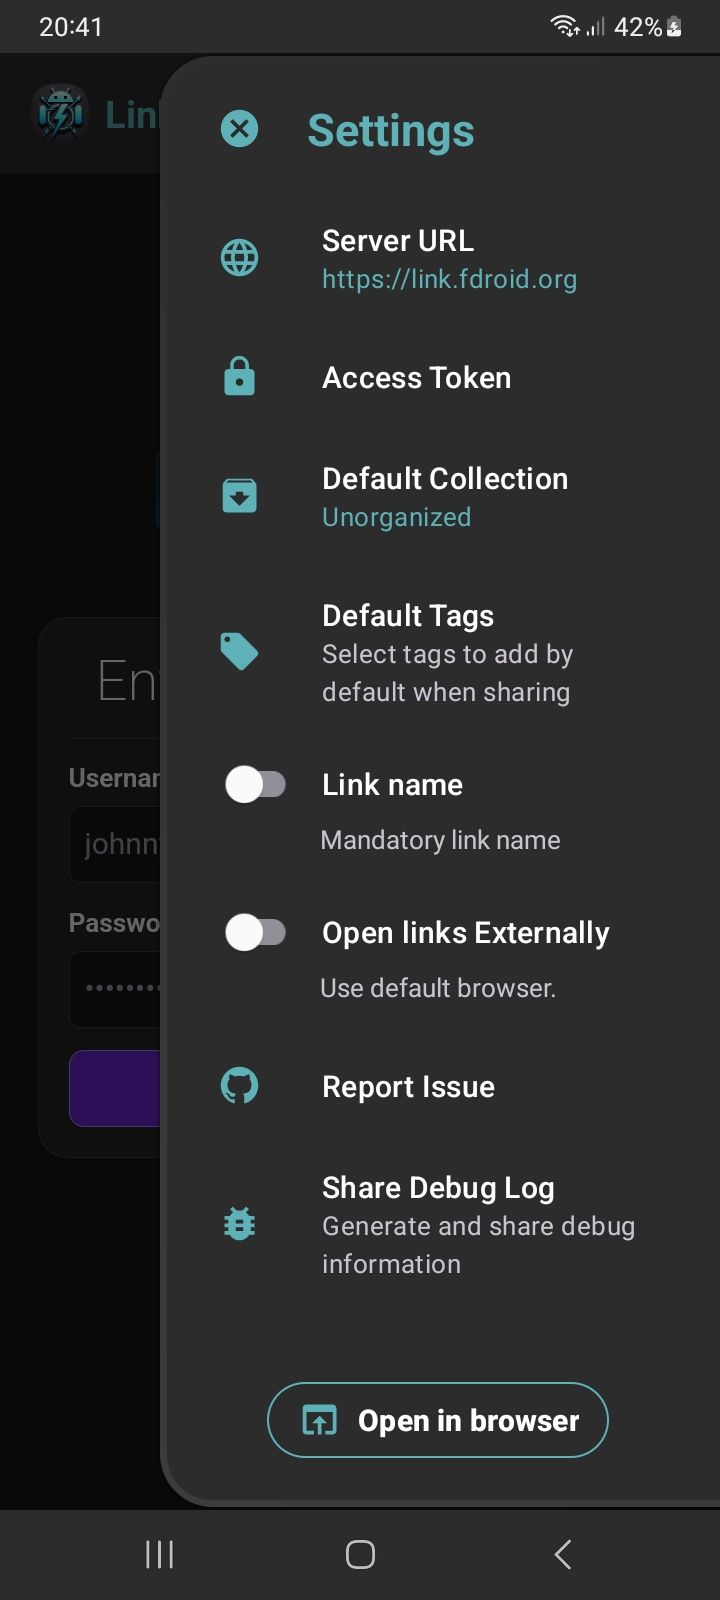 20:41
42%
Lin
Settings
Server URL
https://link.fdroid.org
Access Token
Default Collection
Unorganized
Default Tags
Select tags to add by
default when sharing
Ent
Link name
Mandatory link name
Usernam
johnn
Open links Externally
Use default browser.
Passwo
Report Issue
Share Debug Log
Generate and share debug
information
Open in browser